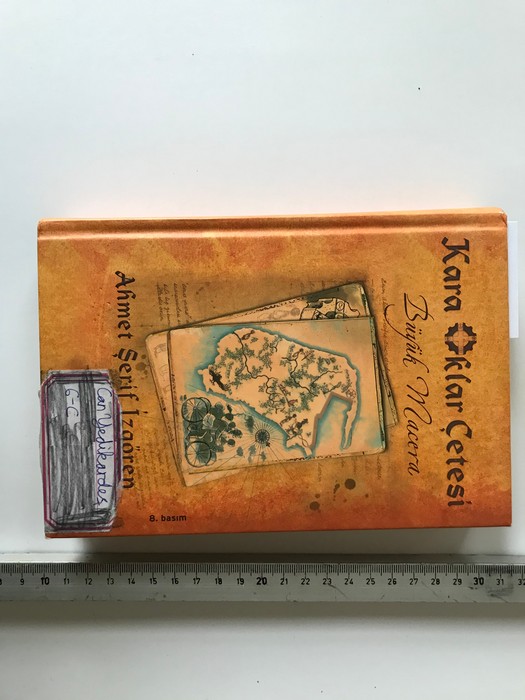 Kara Oklar Çetesi
Büyük Macera
Ahmet Şerif İzgören
8. basım
Can Yedikardeş
6-C
9 10 11 12 13 14 15 16 17 18 19 20 21 22 23 24 25 26 27 28 29 30 31 32